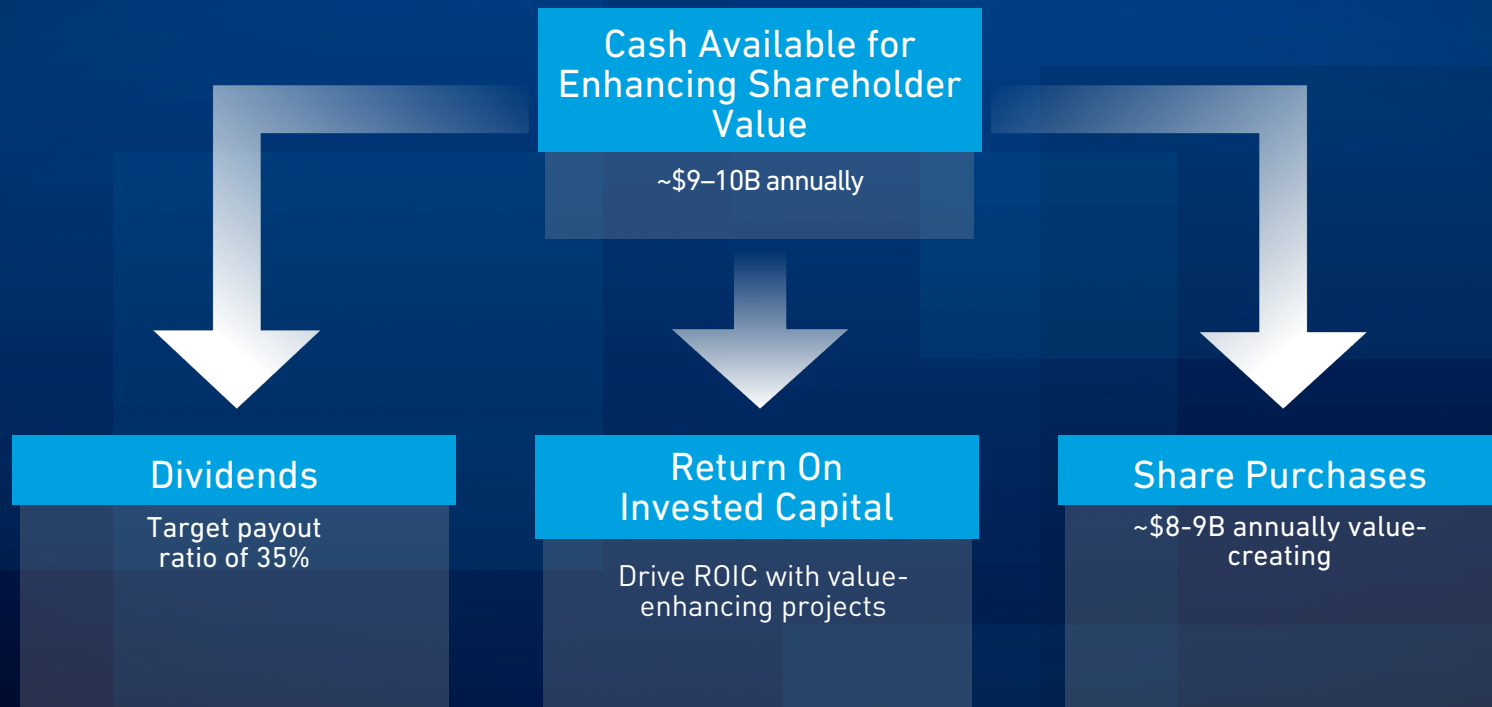 Cash Available for
Enhancing Shareholder
Value
~$9–10B annually
Dividends
Target payout
ratio of 35%
Return On
Invested Capital
Drive ROIC with value-
enhancing projects
Share Purchases
~$8-9B annually value-
creating